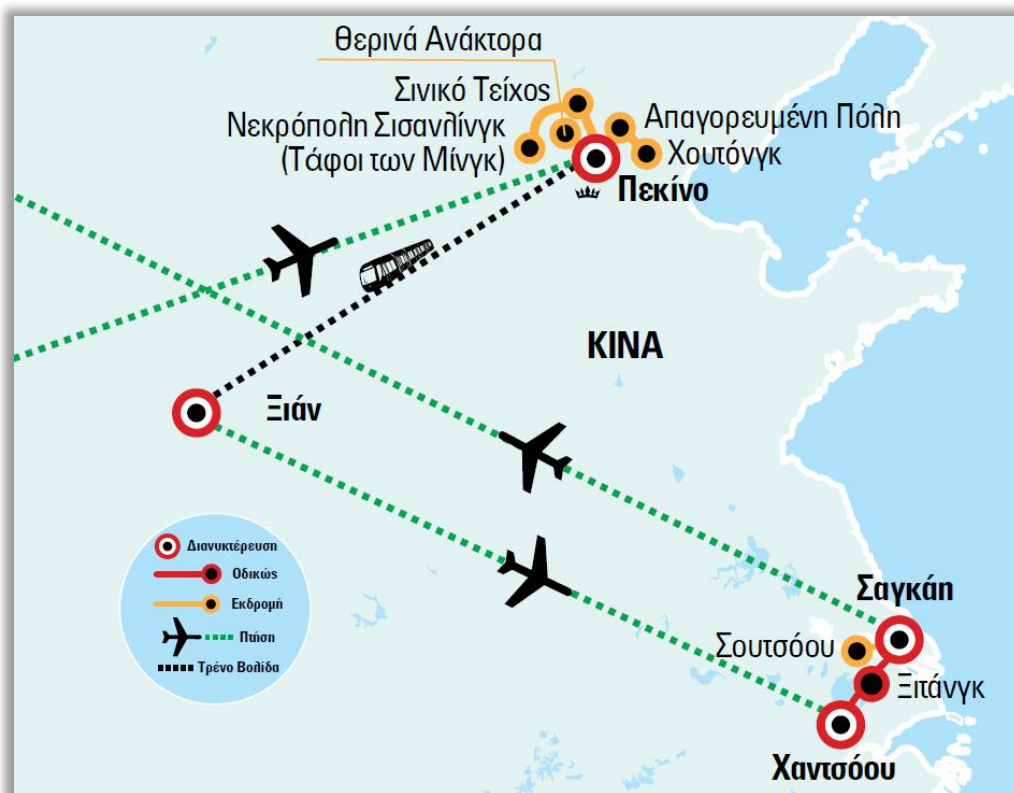 Θερινά Ανάκτορα
Σινικό Τείχος
Νεκρόπολη Σισανλίνγκ
(Τάφοι των Μίνγκ)
Απαγορευμένη Πόλη
Χουτόνγκ
Πεκίνο
ΚΙΝΑ
Ξιάν
Διανυκτέρευση
Οδικώς
Εκδρομή
Πτήση
Τρένο Βολίδα
Σαγκάη
Σουτσόου
Ξιτάνγκ
Χαντσόου